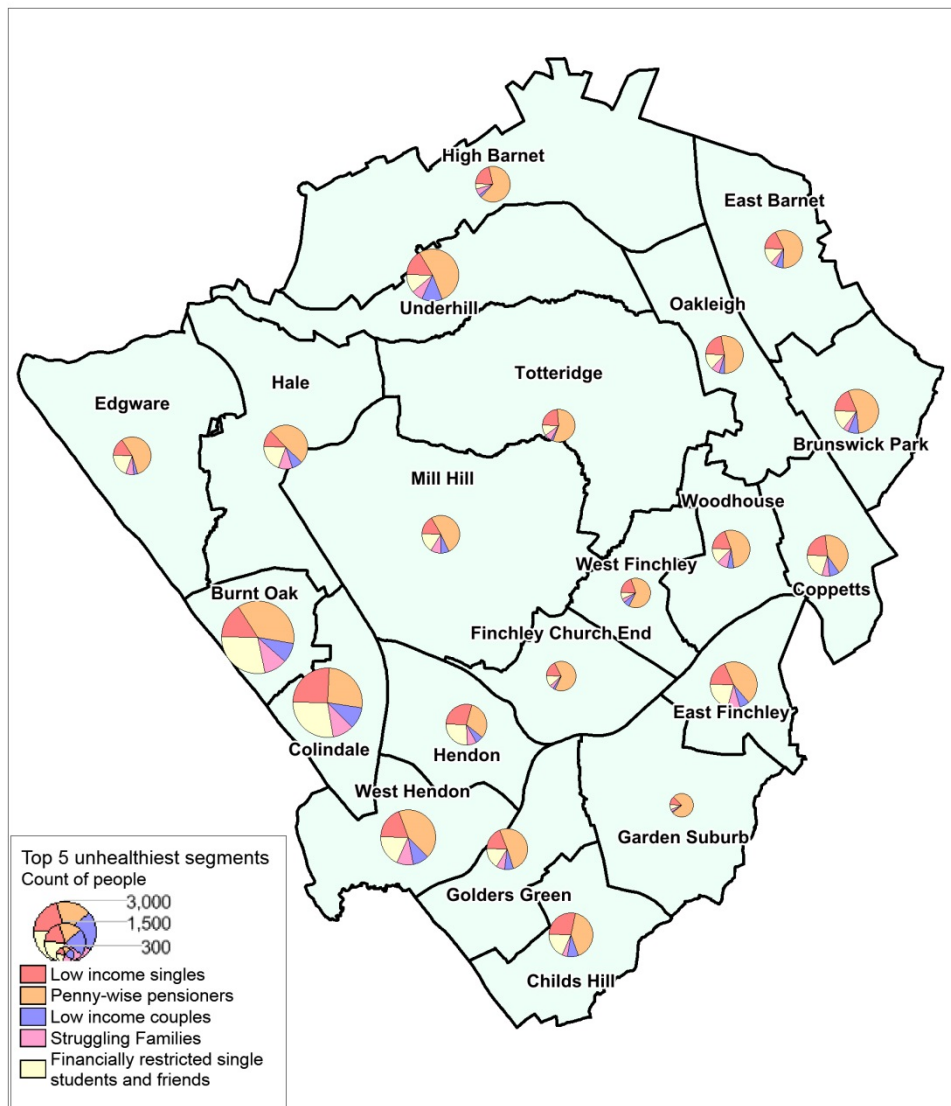 High Barnet
East Barnet
Underhill
Oakleigh
Hale
Totteridge
Edgware
Brunswick Park
Mill Hill
Woodhouse
West Finchley
Coppetts
Burnt Oak
Finchley Church End
East Finchley
Colindale
Hendon
West Hendon
Garden Suburb
Golders Green
Childs Hill
Top 5 unhealthiest segments
Count of people
3,000
1,500
300
Low income singles
Penny-wise pensioners
Low income couples
Struggling Families
Financially restricted single
students and friends